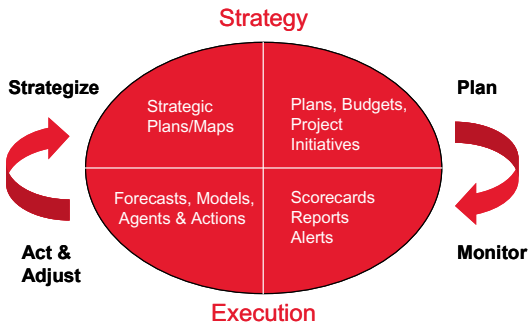 Strategy
Strategize
Plan
Strategic
Plans/Maps
Plans, Budgets,
Project
Initiatives
Forecasts, Models,
Agents & Actions
Scorecards
Reports
Alerts
Act &
Adjust
Monitor
Execution